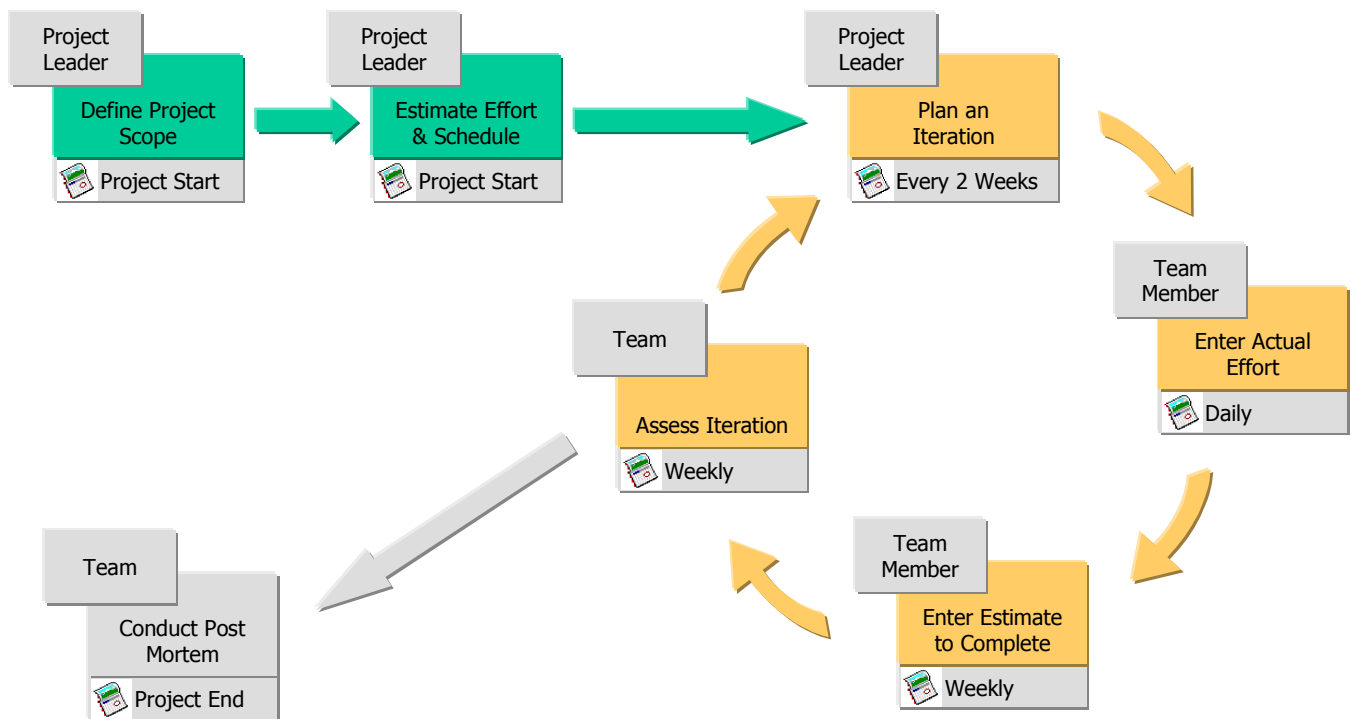 Project
Leader
Define Project
Scope
Project Start
Project
Leader
Estimate Effort
& Schedule
Project Start
Project
Leader
Plan an
Iteration
Every 2 Weeks
Team
Member
Enter Actual
Effort
Daily
Team
Member
Enter Estimate
to Complete
Weekly
Team
Assess Iteration
Weekly
Team
Conduct Post
Mortem
Project End